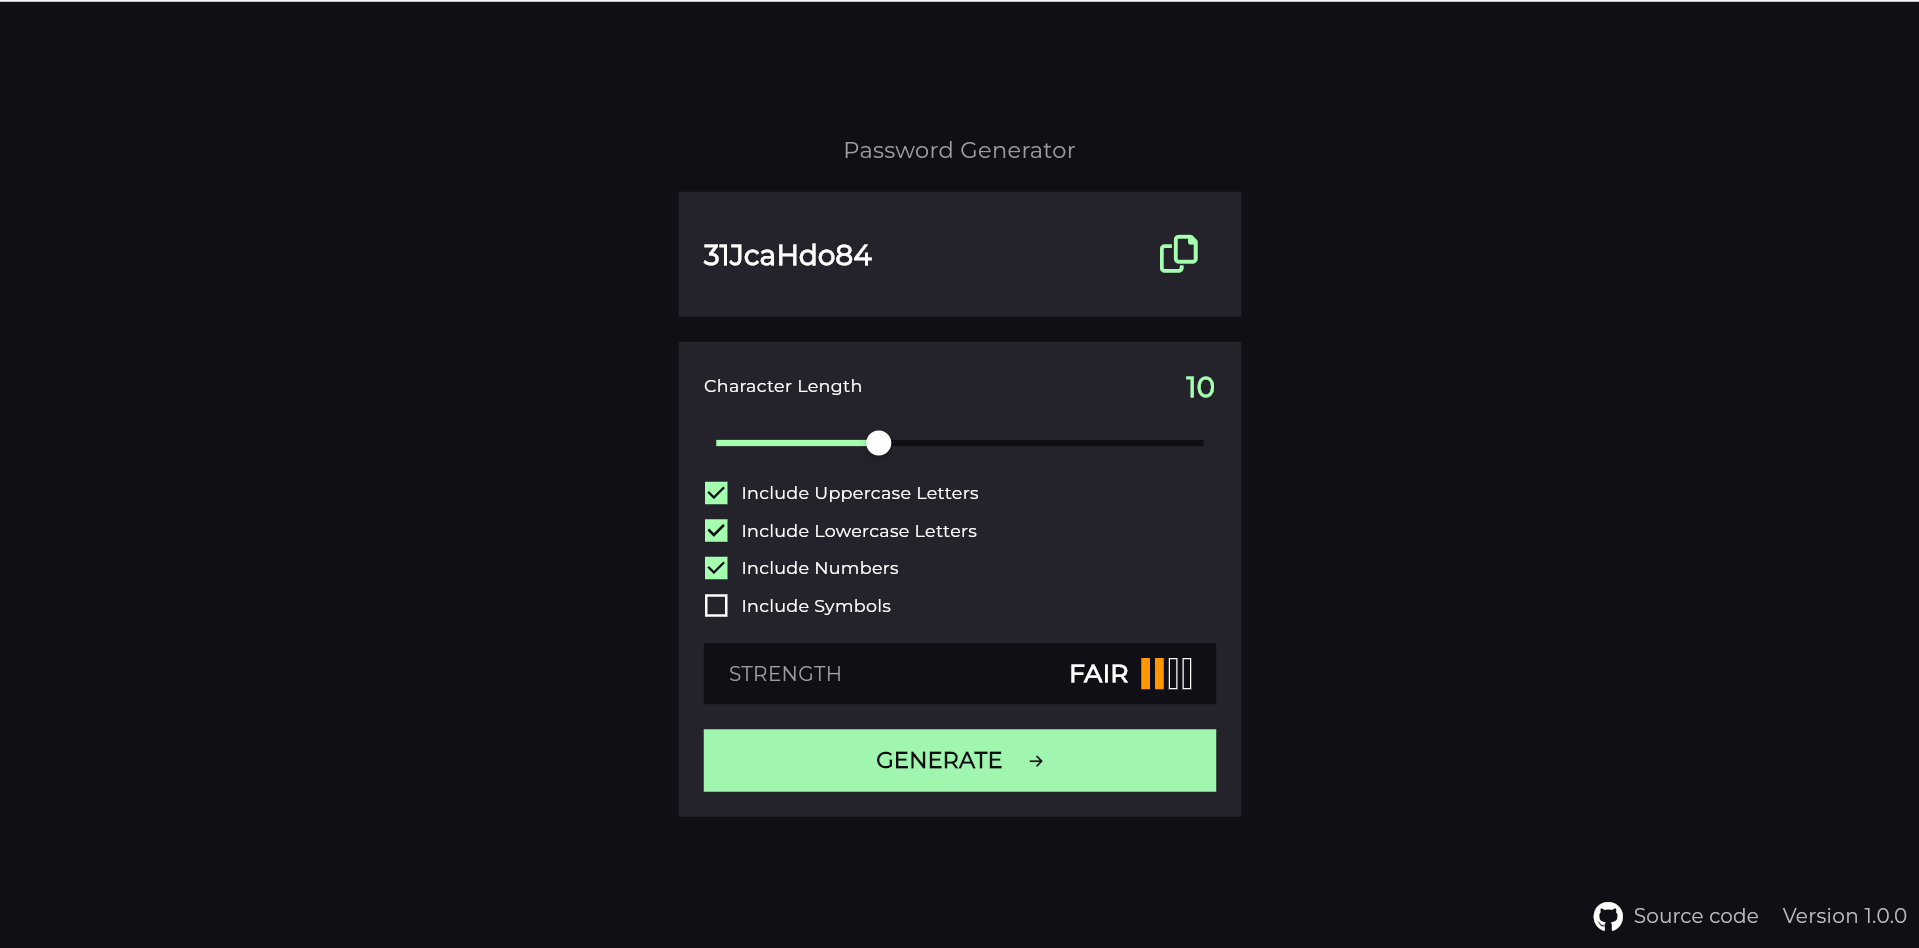 Password Generator
31JcaHdo84
Character Length 10
Include Uppercase Letters
Include Lowercase Letters
Include Numbers
Include Symbols
STRENGTH FAIR
GENERATE →
Source code Version 1.0.0